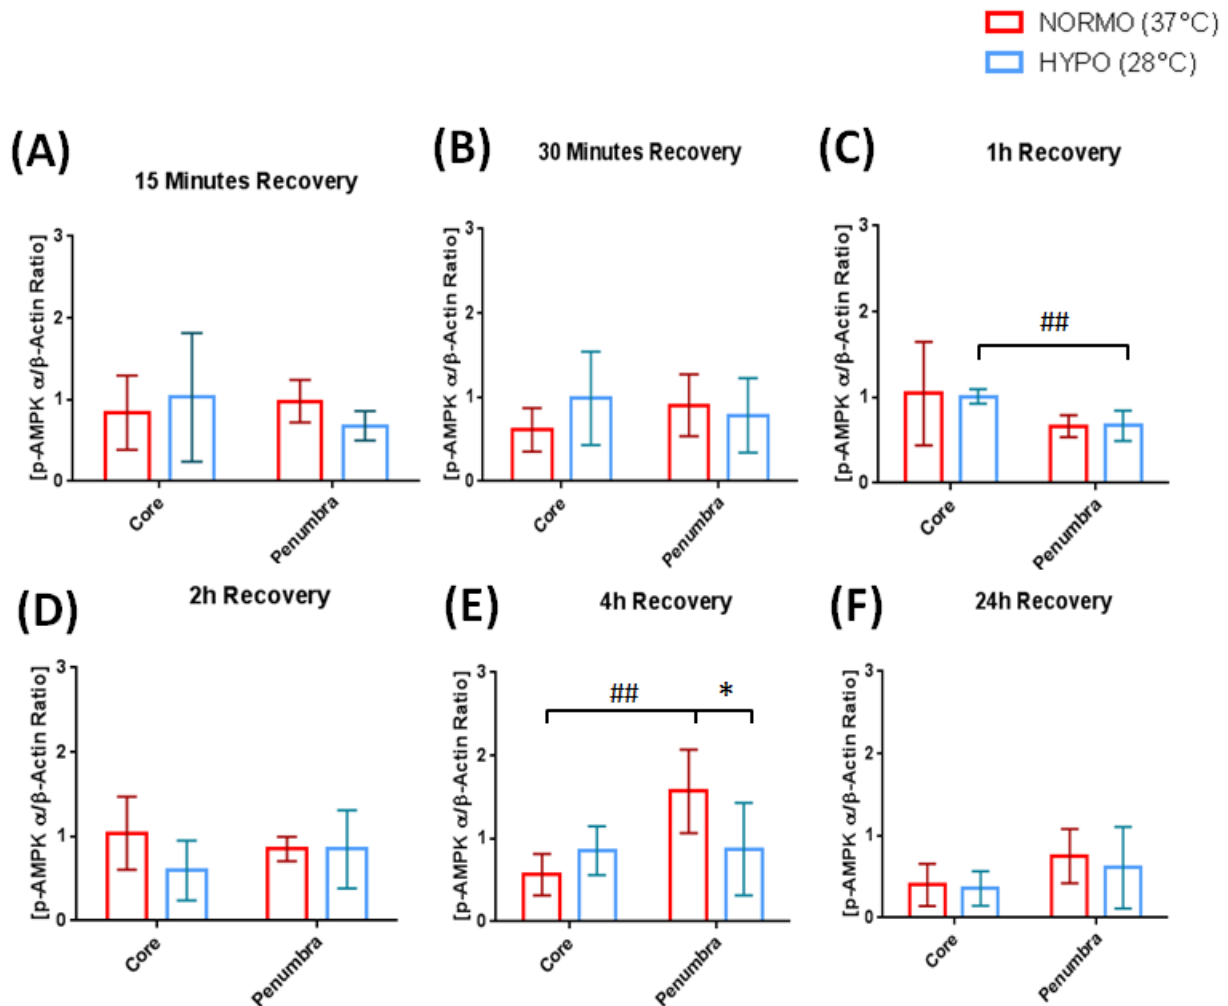 NORMO (37°C)
HYPO (28°C)
(A)
15 Minutes Recovery
[p-AMPK α/β-Actin Ratio]
3
2
1
0
Core
Penumbra
(B)
30 Minutes Recovery
[p-AMPK α/β-Actin Ratio]
3
2
1
0
Core
Penumbra
(C)
1h Recovery
[p-AMPK α/β-Actin Ratio]
3
2
1
0
##
Core
Penumbra
(D)
2h Recovery
[p-AMPK α/β-Actin Ratio]
3
2
1
0
Core
Penumbra
(E)
4h Recovery
[p-AMPK α/β-Actin Ratio]
3
2
1
0
##
*
Core
Penumbra
(F)
24h Recovery
[p-AMPK α/β-Actin Ratio]
3
2
1
0
Core
Penumbra